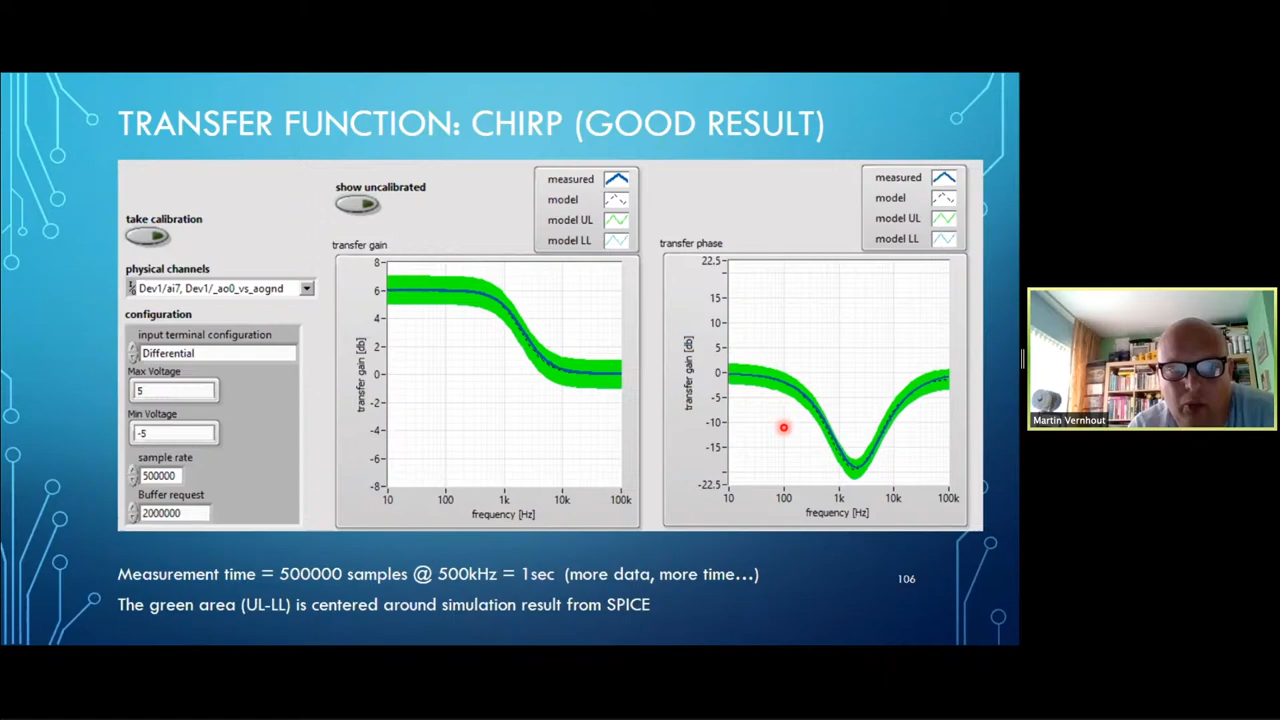 TRANSFER FUNCTION: CHIRP (GOOD RESULT)
take calibration
physical channels
Dev1/ai7, Dev1/_ao0_vs_aognd
configuration
input terminal configuration
Differential
Max Voltage
5
Min Voltage
-5
sample rate
500000
Buffer request
2000000
show uncalibrated
measured
model
model UL
model LL
transfer gain
transfer gain [db]
8
6
4
2
0
-2
-4
-6
-8
10 100 1k 10k 100k
frequency [Hz]
measured
model
model UL
model LL
transfer phase
transfer gain [db]
22.5
15
10
5
0
-5
-10
-15
-22.5
10 100 1k 10k 100k
frequency [Hz]
Measurement time = 500000 samples @ 500kHz = 1sec (more data, more time...)
The green area (UL-LL) is centered around simulation result from SPICE
106
Martin Vernhout